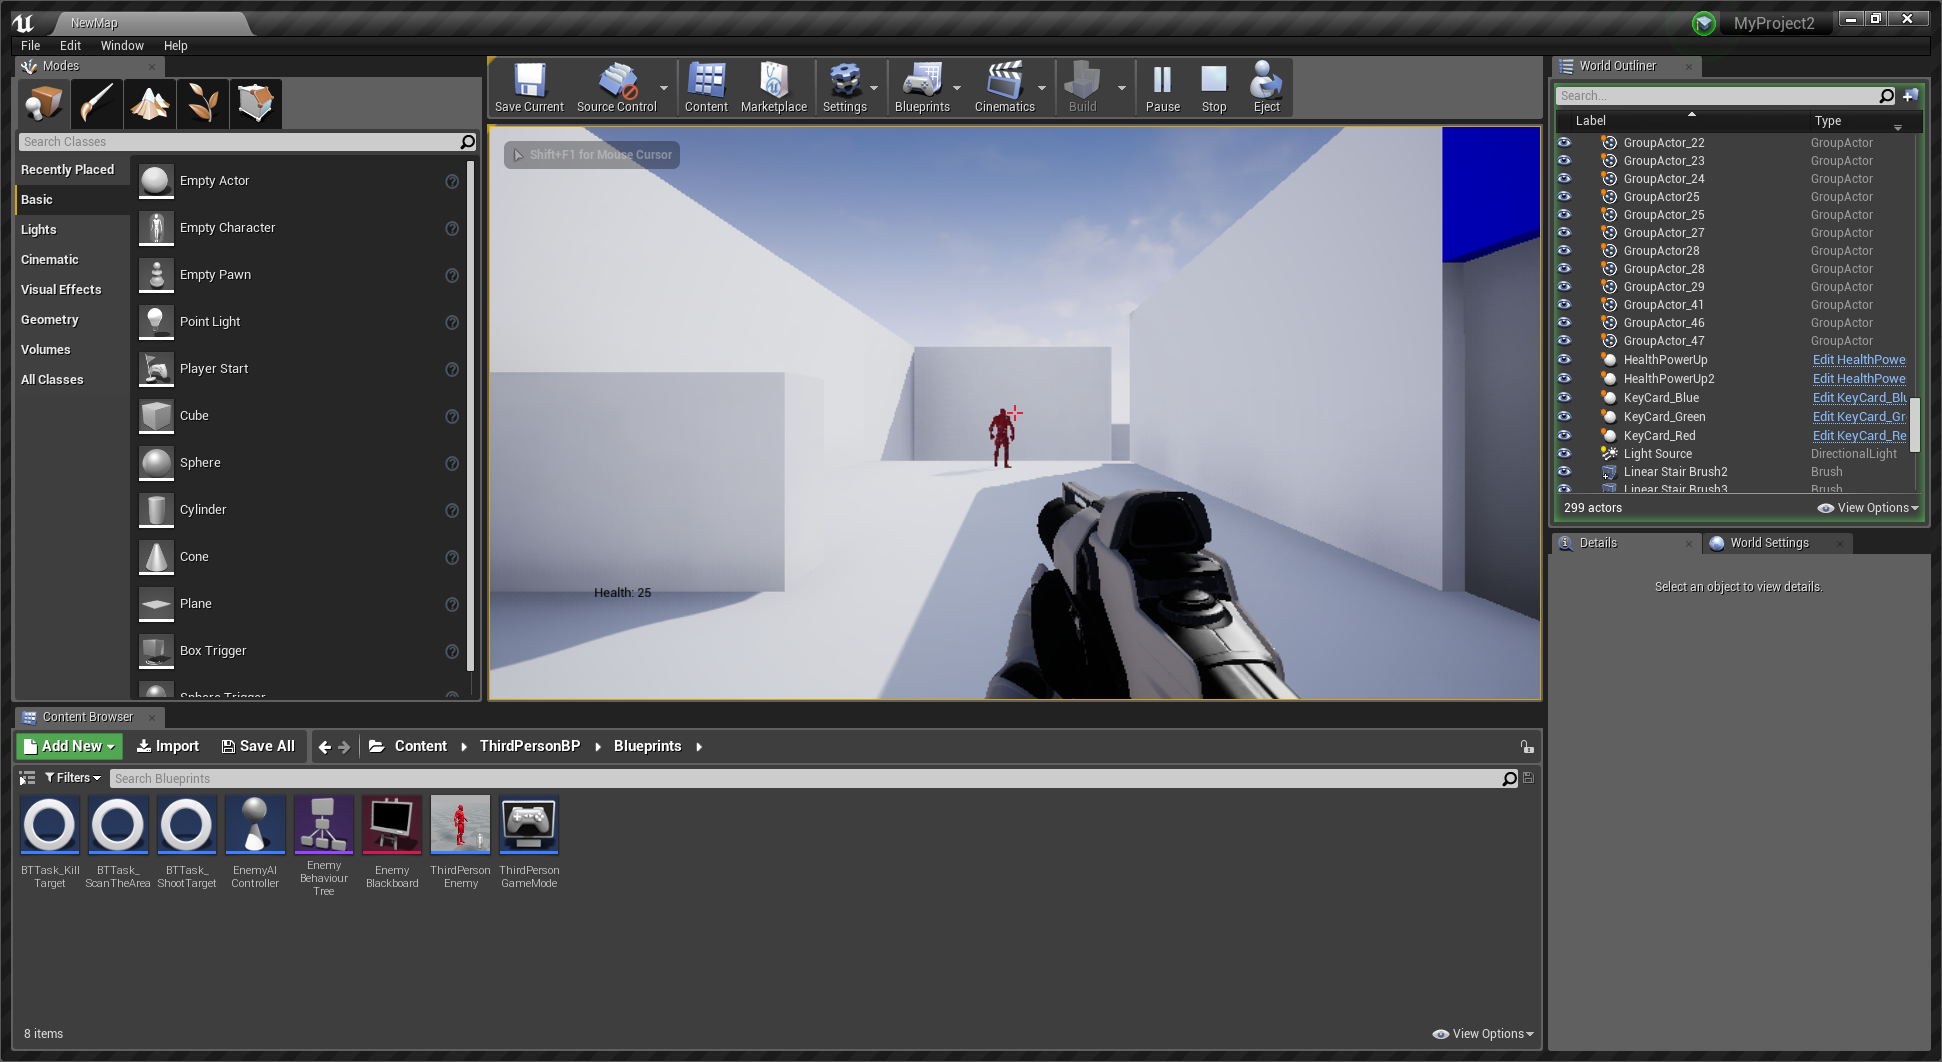 NewMap
MyProject2
File Edit Window Help
Modes
Search Classes
Recently Placed
Basic
Lights
Cinematic
Visual Effects
Geometry
Volumes
All Classes
Empty Actor
Empty Character
Empty Pawn
Point Light
Player Start
Cube
Sphere
Cylinder
Cone
Plane
Box Trigger
Sphere Trigger
Save Current Source Control Content Marketplace Settings Blueprints Cinematics Build Pause Stop Eject
Shift+F1 for Mouse Cursor
Health: 25
World Outliner
Search...
Label Type
GroupActor_22 GroupActor
GroupActor_23 GroupActor
GroupActor_24 GroupActor
GroupActor25 GroupActor
GroupActor_25 GroupActor
GroupActor_27 GroupActor
GroupActor28 GroupActor
GroupActor_28 GroupActor
GroupActor_29 GroupActor
GroupActor_41 GroupActor
GroupActor_46 GroupActor
GroupActor_47 GroupActor
HealthPowerUp Edit HealthPowe
HealthPowerUp2 Edit HealthPowe
KeyCard_Blue Edit KeyCard_Blu
KeyCard_Green Edit KeyCard_Gr
KeyCard_Red Edit KeyCard_Re
Light Source DirectionalLight
Linear Stair Brush2 Brush
Linear Stair Brush3 Brush
299 actors View Options
Details World Settings
Select an object to view details.
Content Browser
Add New Import Save All Content ThirdPersonBP Blueprints
Filters Search Blueprints
BTTask_Kill
Target
BTTask_
ScanTheArea
BTTask_
ShootTarget
EnemyAI
Controller
Enemy
Behaviour
Tree
Enemy
Blackboard
ThirdPerson
Enemy
ThirdPerson
GameMode
8 items View Options